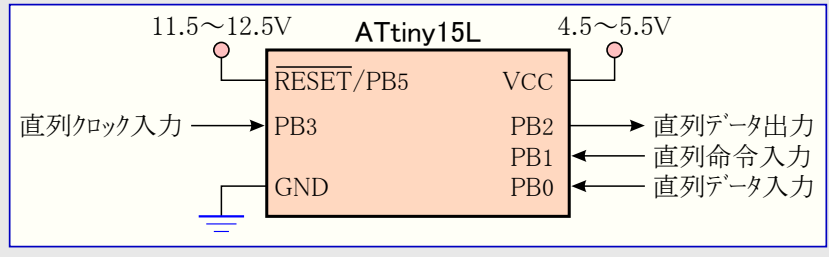 11.5～12.5V
ATtiny15L
4.5～5.5V
RESET/PB5
VCC
直列ｸﾛｯｸ入力
PB3
PB2
直列ﾃﾞｰﾀ出力
PB1
直列命令入力
GND
PB0
直列ﾃﾞｰﾀ入力